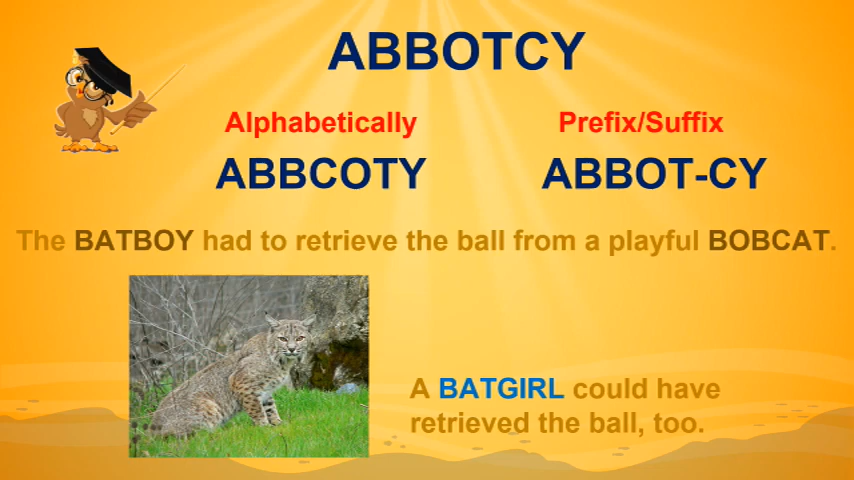 ABBOTCY
Alphabetically
Prefix/Suffix
ABBCOTY
ABBOT-CY
The BATBOY had to retrieve the ball from a playful BOBCAT.
A BATGIRL could have
retrieved the ball, too.